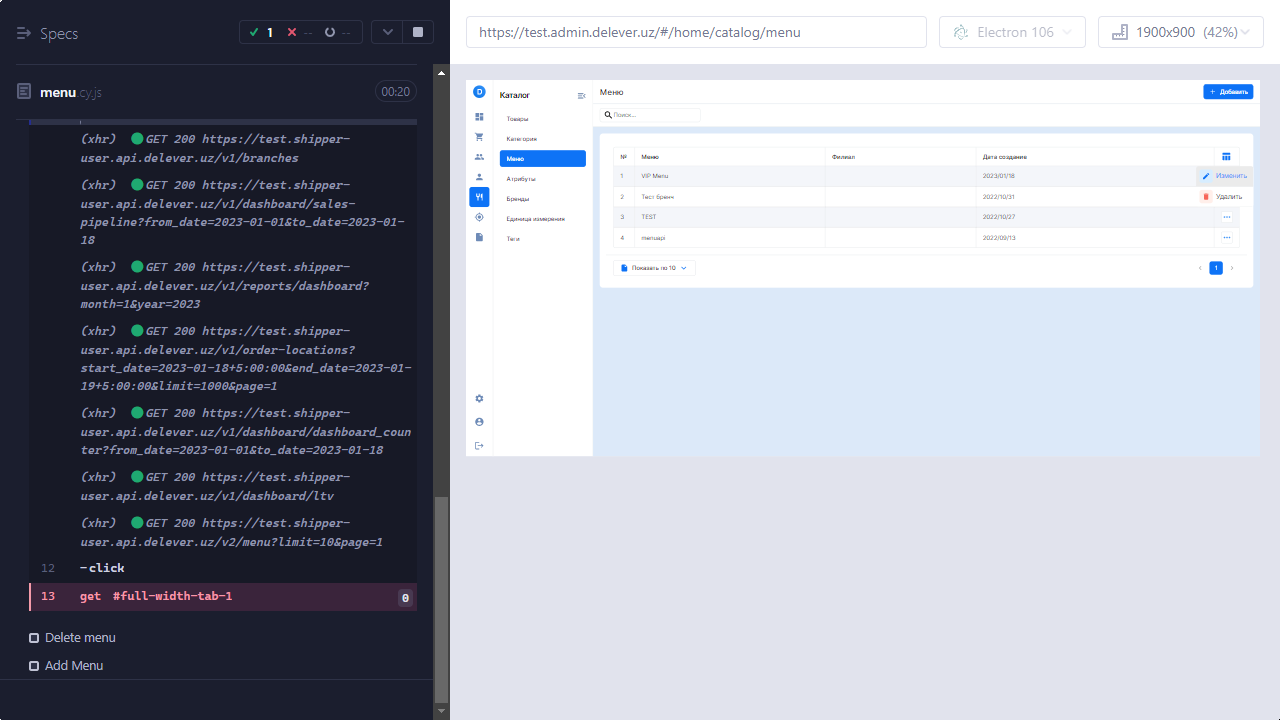 Specs
1 -- --
menu.cy.js
00:20
(xhr) GET 200 https://test.shipper-
user.api.delever.uz/v1/branches
(xhr) GET 200 https://test.shipper-
user.api.delever.uz/v1/dashboard/sales-
pipeline?from_date=2023-01-01&to_date=2023-01-
18
(xhr) GET 200 https://test.shipper-
user.api.delever.uz/v1/reports/dashboard?
month=1&year=2023
(xhr) GET 200 https://test.shipper-
user.api.delever.uz/v1/order-locations?
start_date=2023-01-18+5:00:00&end_date=2023-01-
19+5:00:00&limit=1000&page=1
(xhr) GET 200 https://test.shipper-
user.api.delever.uz/v1/dashboard/dashboard_coun
ter?from_date=2023-01-01&to_date=2023-01-18
(xhr) GET 200 https://test.shipper-
user.api.delever.uz/v1/dashboard/ltv
(xhr) GET 200 https://test.shipper-
user.api.delever.uz/v2/menu?limit=10&page=1
12 -click
13 get #full-width-tab-1 0
Delete menu
Add Menu
https://test.admin.delever.uz/#/home/catalog/menu
Electron 106
1900x900 (42%)
D
Каталог
Товары
Категория
Меню
Атрибуты
Бренды
Единица измерения
Теги
Меню
+ Добавить
Поиск...
№ Меню Филиал Дата создания
1 VIP Menu 2023/01/18 Изменить
2 Тест бранч 2022/10/31 Удалить
3 TEST 2022/10/27 ...
4 menuapi 2022/09/13 ...
Показать по 10
‹ 1 ›